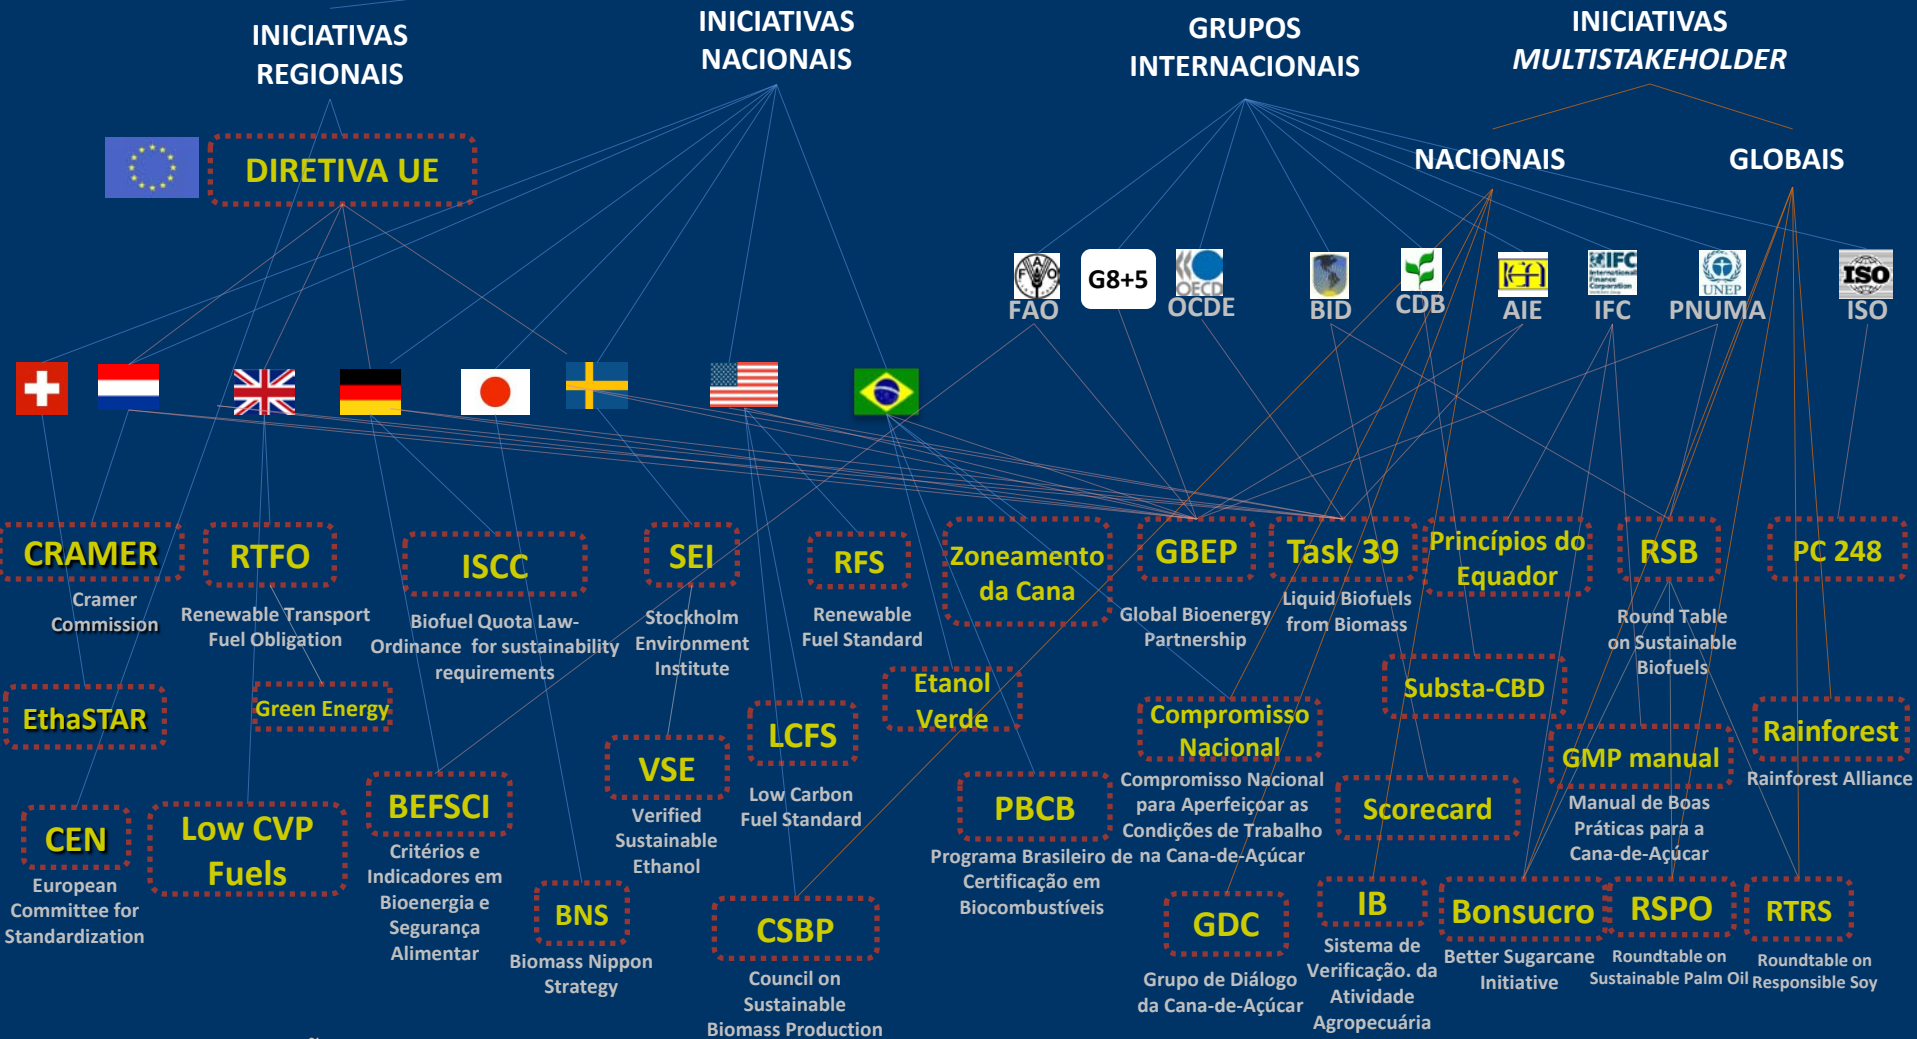 INICIATIVAS
REGIONAIS
INICIATIVAS
NACIONAIS
GRUPOS
INTERNACIONAIS
INICIATIVAS
MULTISTAKEHOLDER
DIRETIVA UE
NACIONAIS
GLOBAIS
FAO
FAO
G8+5
OECD
OCDE
BID
CDB
AIE
IFC
International
Finance
Corporation
IFC
UNEP
PNUMA
ISO
ISO
CRAMER
Cramer
Commission
RTFO
Renewable Transport
Fuel Obligation
ISCC
Biofuel Quota Law-
Ordinance for sustainability
requirements
SEI
Stockholm
Environment
Institute
RFS
Renewable
Fuel Standard
Zoneamento
da Cana
GBEP
Global Bioenergy
Partnership
Task 39
Liquid Biofuels
from Biomass
Princípios do
Equador
RSB
Round Table
on Sustainable
Biofuels
PC 248
EthaSTAR
Green Energy
Etanol
Verde
Compromisso
Nacional
Compromisso Nacional
para Aperfeiçoar as
Condições de Trabalho
na Cana-de-Açúcar
Substa-CBD
Rainforest
Rainforest Alliance
LCFS
Low Carbon
Fuel Standard
VSE
Verified
Sustainable
Ethanol
GMP manual
Manual de Boas
Práticas para a
Cana-de-Açúcar
CEN
European
Committee for
Standardization
Low CVP
Fuels
BEFSCI
Critérios e
Indicadores em
Bioenergia e
Segurança
Alimentar
PBCB
Programa Brasileiro de
Certificação em
Biocombustíveis
Scorecard
BNS
Biomass Nippon
Strategy
CSBP
Council on
Sustainable
Biomass Production
GDC
Grupo de Diálogo
da Cana-de-Açúcar
IB
Sistema de
Verificação. da
Atividade
Agropecuária
Bonsucro
Better Sugarcane
Initiative
RSPO
Roundtable on
Sustainable Palm Oil
RTRS
Roundtable on
Responsible Soy